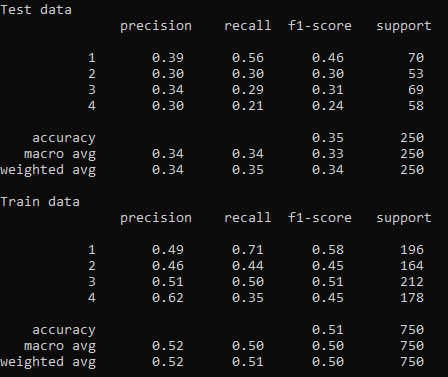 Test data
precision recall f1-score support
1 0.39 0.56 0.46 70
2 0.30 0.30 0.30 53
3 0.34 0.29 0.31 69
4 0.30 0.21 0.24 58
accuracy 0.35 250
macro avg 0.34 0.34 0.33 250
weighted avg 0.34 0.35 0.34 250
Train data
precision recall f1-score support
1 0.49 0.71 0.58 196
2 0.46 0.44 0.45 164
3 0.51 0.50 0.51 212
4 0.62 0.35 0.45 178
accuracy 0.51 750
macro avg 0.52 0.50 0.50 750
weighted avg 0.52 0.51 0.50 750